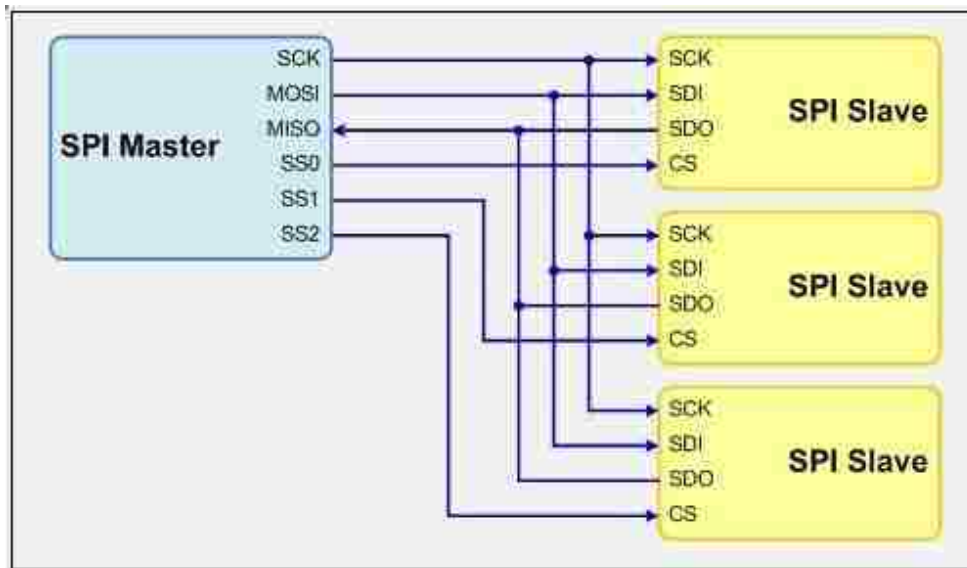 SPI Master
SCK
MOSI
MISO
SS0
SS1
SS2
SCK
SDI
SDO
CS
SPI Slave
SCK
SDI
SDO
CS
SPI Slave
SCK
SDI
SDO
CS
SPI Slave